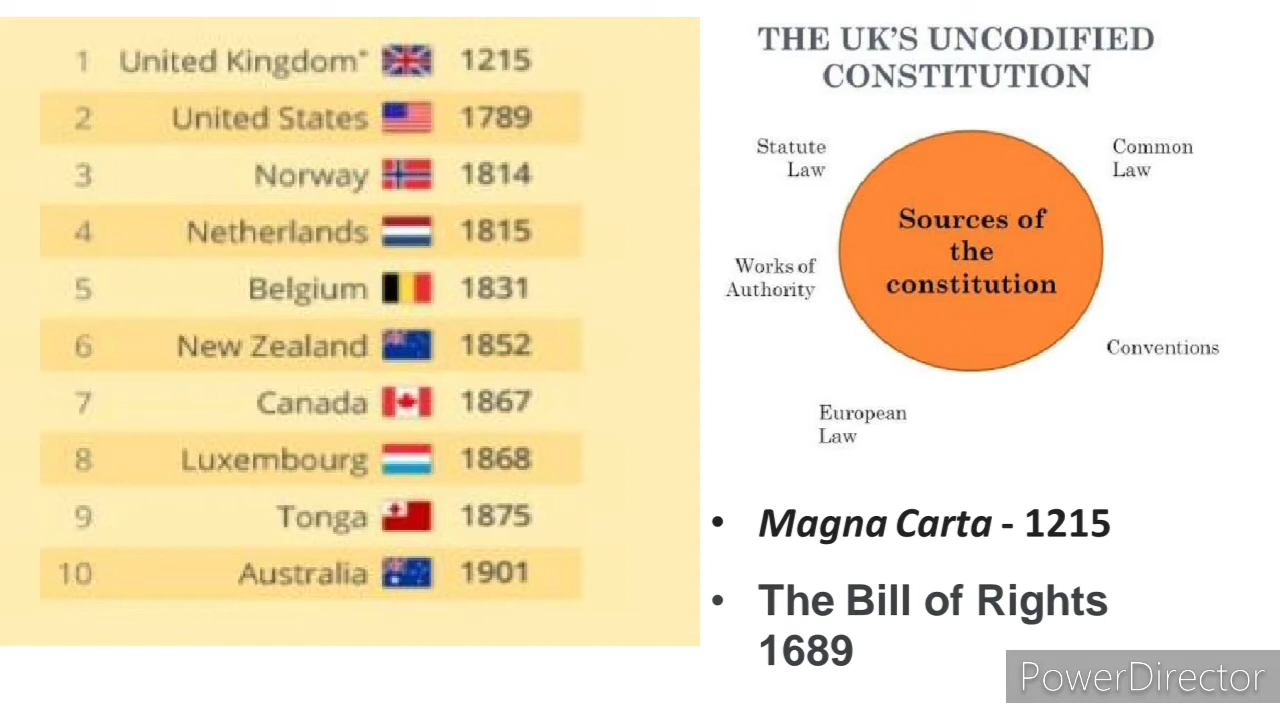 1 United Kingdom* 1215
2 United States 1789
3 Norway 1814
4 Netherlands 1815
5 Belgium 1831
6 New Zealand 1852
7 Canada 1867
8 Luxembourg 1868
9 Tonga 1875
10 Australia 1901
THE UK'S UNCODIFIED
CONSTITUTION
Statute
Law
Common
Law
Sources of
the
constitution
Works of
Authority
Conventions
European
Law
• Magna Carta - 1215
• The Bill of Rights
1689
PowerDirector